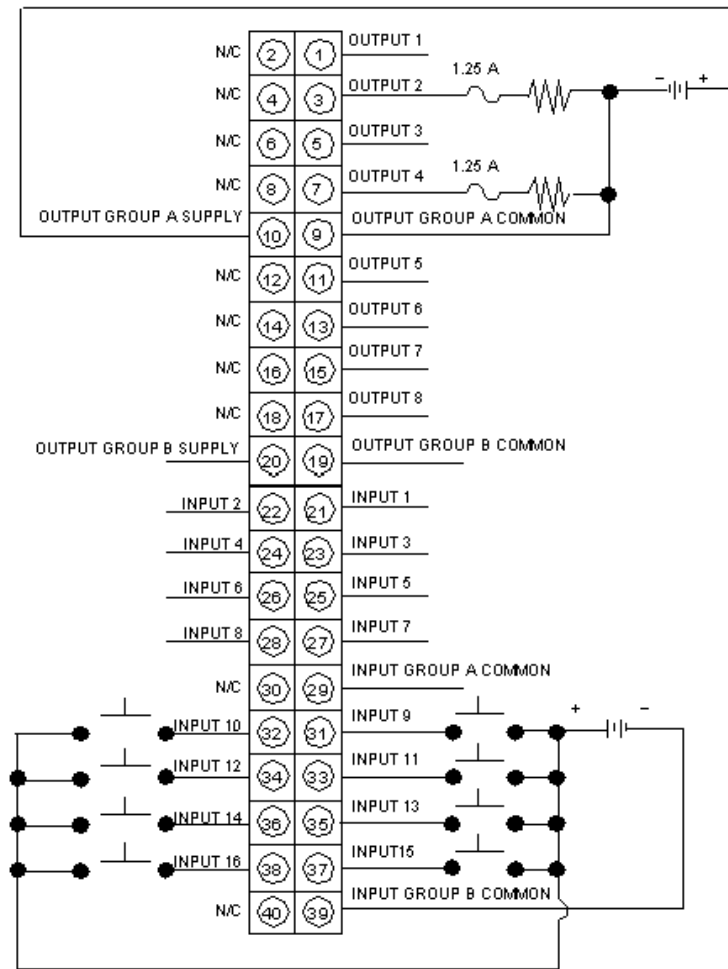 N/C 2 1 OUTPUT 1
N/C 4 3 OUTPUT 2 1.25 A - +
N/C 6 5 OUTPUT 3
N/C 8 7 OUTPUT 4 1.25 A
OUTPUT GROUP A SUPPLY 10 9 OUTPUT GROUP A COMMON
N/C 12 11 OUTPUT 5
N/C 14 13 OUTPUT 6
N/C 16 15 OUTPUT 7
N/C 18 17 OUTPUT 8
OUTPUT GROUP B SUPPLY 20 19 OUTPUT GROUP B COMMON
INPUT 2 22 21 INPUT 1
INPUT 4 24 23 INPUT 3
INPUT 6 26 25 INPUT 5
INPUT 8 28 27 INPUT 7
N/C 30 29 INPUT GROUP A COMMON
INPUT 10 32 31 INPUT 9 + -
INPUT 12 34 33 INPUT 11
INPUT 14 36 35 INPUT 13
INPUT 16 38 37 INPUT15
N/C 40 39 INPUT GROUP B COMMON